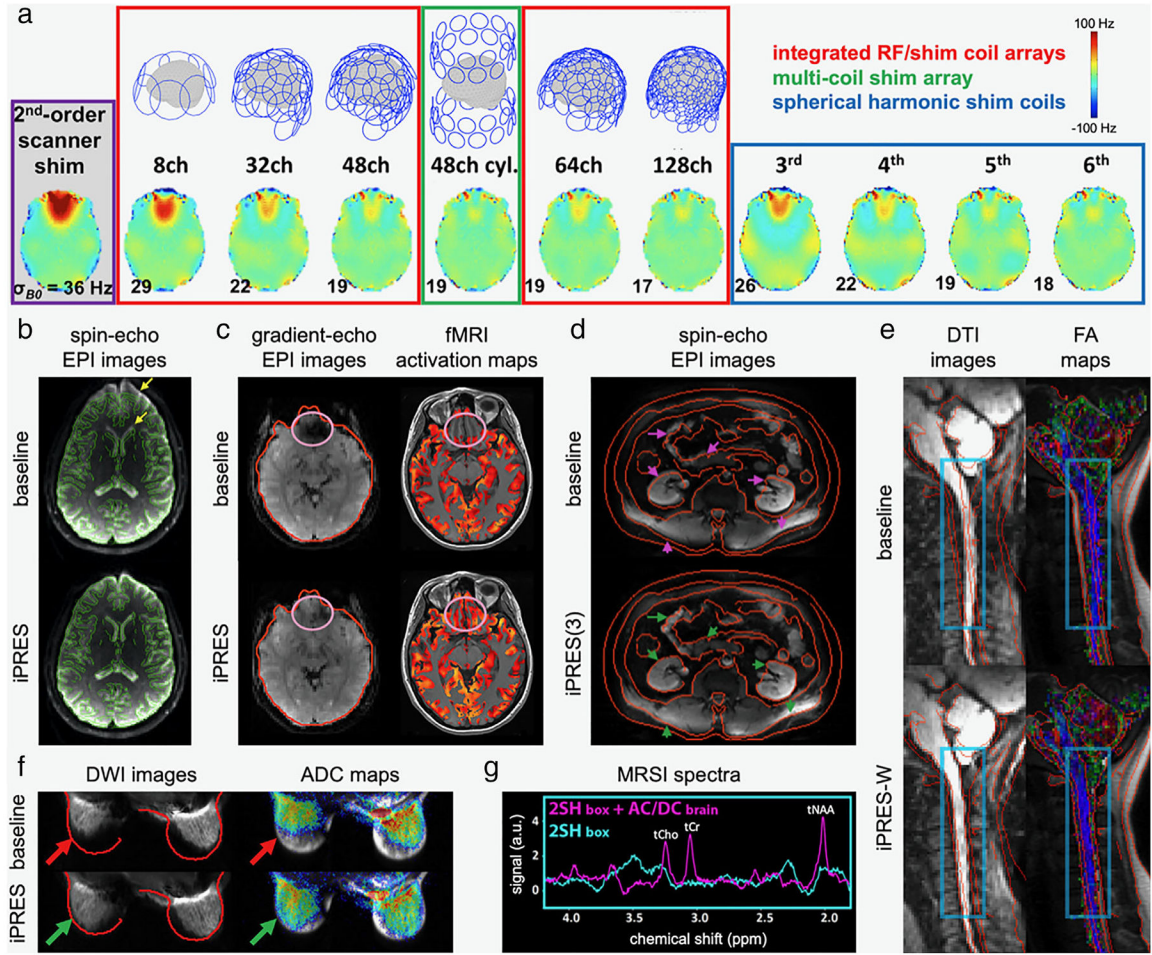 a
integrated RF/shim coil arrays
multi-coil shim array
spherical harmonic shim coils
100 Hz
-100 Hz
2nd-order
scanner
shim
8ch
32ch
48ch
48ch cyl.
64ch
128ch
3rd
4th
5th
6th
σB0 = 36 Hz
29
22
19
19
19
17
26
22
19
18
b
spin-echo
EPI images
c
gradient-echo
EPI images
fMRI
activation maps
d
spin-echo
EPI images
e
DTI
images
FA
maps
baseline
iPRES
baseline
iPRES
baseline
iPRES(3)
baseline
iPRES-W
f
DWI images
ADC maps
baseline
iPRES
g
MRSI spectra
2SH box + AC/DC brain
2SH box
tCho
tCr
tNAA
signal (a.u.)
4
2
0
4.0
3.5
3.0
2.5
2.0
chemical shift (ppm)